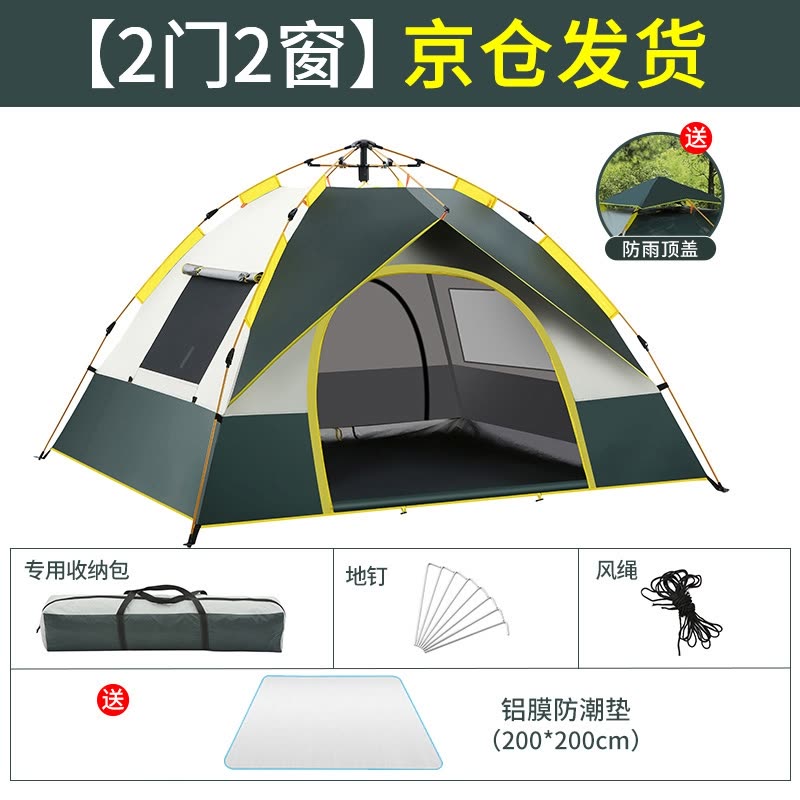 【2门2窗】京仓发货
送
防雨顶盖
专用收纳包
地钉
风绳
送
铝膜防潮垫
（200*200cm）